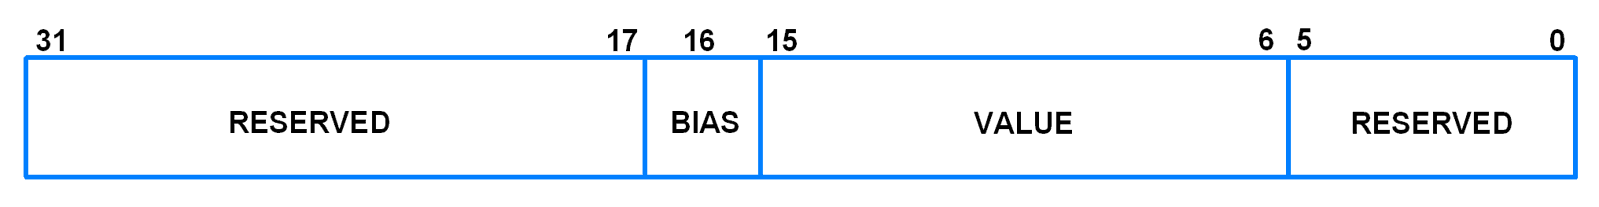 31 17 16 15 6 5 0
RESERVED BIAS VALUE RESERVED